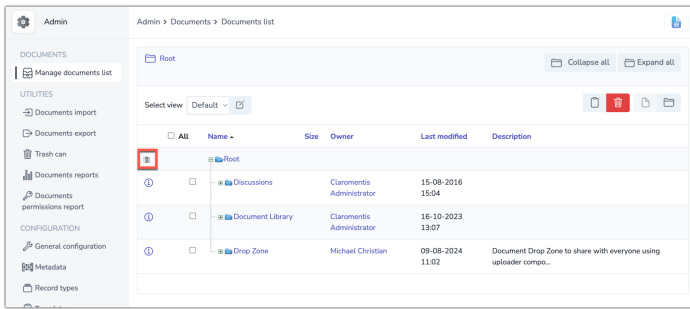 Admin
Admin > Documents > Documents list
DOCUMENTS
Manage documents list
UTILITIES
Documents import
Documents export
Trash can
Documents reports
Documents
permissions report
CONFIGURATION
General configuration
Metadata
Record types
Root
Collapse all
Expand all
Select view
Default
All
Name
Size
Owner
Last modified
Description
Root
Discussions
Claromentis
Administrator
15-08-2016
15:04
Document Library
Claromentis
Administrator
16-10-2023
13:07
Drop Zone
Michael Christian
09-08-2024
11:02
Document Drop Zone to share with everyone using
uploader compo...